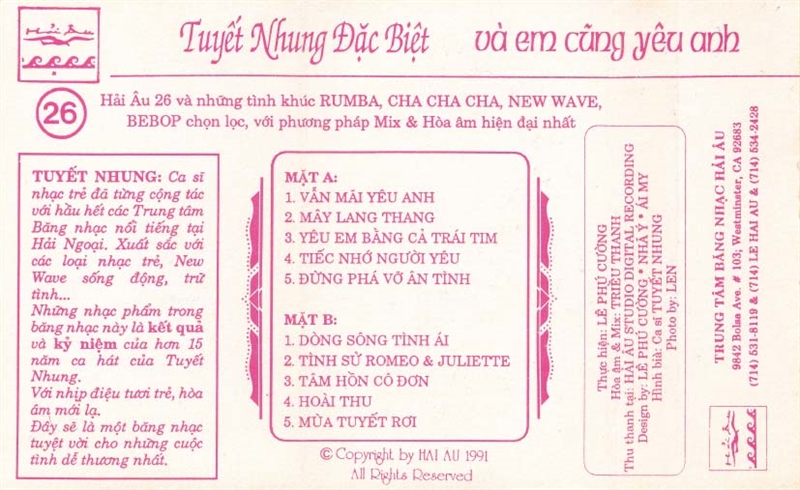 Hải Âu
Tuyết Nhung Đặc Biệt
và em cũng yêu anh
26
Hải Âu 26 và những tình khúc RUMBA, CHA CHA CHA, NEW WAVE,
BEBOP chọn lọc, với phương pháp Mix & Hòa âm hiện đại nhất
TUYẾT NHUNG: Ca sĩ
nhạc trẻ đã từng cộng tác
với hầu hết các Trung tâm
Băng nhạc nổi tiếng tại
Hải Ngoại. Xuất sắc với
các loại nhạc trẻ, New
Wave sống động, trữ
tình...
Những nhạc phẩm trong
băng nhạc này là kết quả
và kỷ niệm của hơn 15
năm ca hát của Tuyết
Nhung.
Với nhịp điệu tươi trẻ, hòa
âm mới lạ.
Đây sẽ là một băng nhạc
tuyệt vời cho những cuộc
tình dễ thương nhất.
MẶT A:
1. VẪN MÃI YÊU ANH
2. MÂY LANG THANG
3. YÊU EM BẰNG CẢ TRÁI TIM
4. TIẾC NHỚ NGƯỜI YÊU
5. ĐỪNG PHÁ VỠ ÂN TÌNH
MẶT B:
1. DÒNG SÔNG TÌNH ÁI
2. TÌNH SỬ ROMEO & JULIETTE
3. TÂM HỒN CÔ ĐƠN
4. HOÀI THU
5. MÙA TUYẾT RƠI
© Copyright by HAI AU 1991
All Rights Reserved
Thực hiện: LÊ PHÚ CƯỜNG
Hòa âm & Mix: TRIỆU THANH
Thu thanh tại: HẢI ÂU STUDIO DIGITAL RECORDING
Design by: LÊ PHÚ CƯỜNG * NHÃ Ý * ÁI MY
Hình bìa: Ca sĩ TUYẾT NHUNG
Photo by: LEN
TRUNG TÂM BĂNG NHẠC HẢI ÂU
9842 Bolsa Ave. # 103; Westminster, CA 92683
(714) 531-8119 & (714) LE HAI AU & (714) 534-2428
Hải Âu